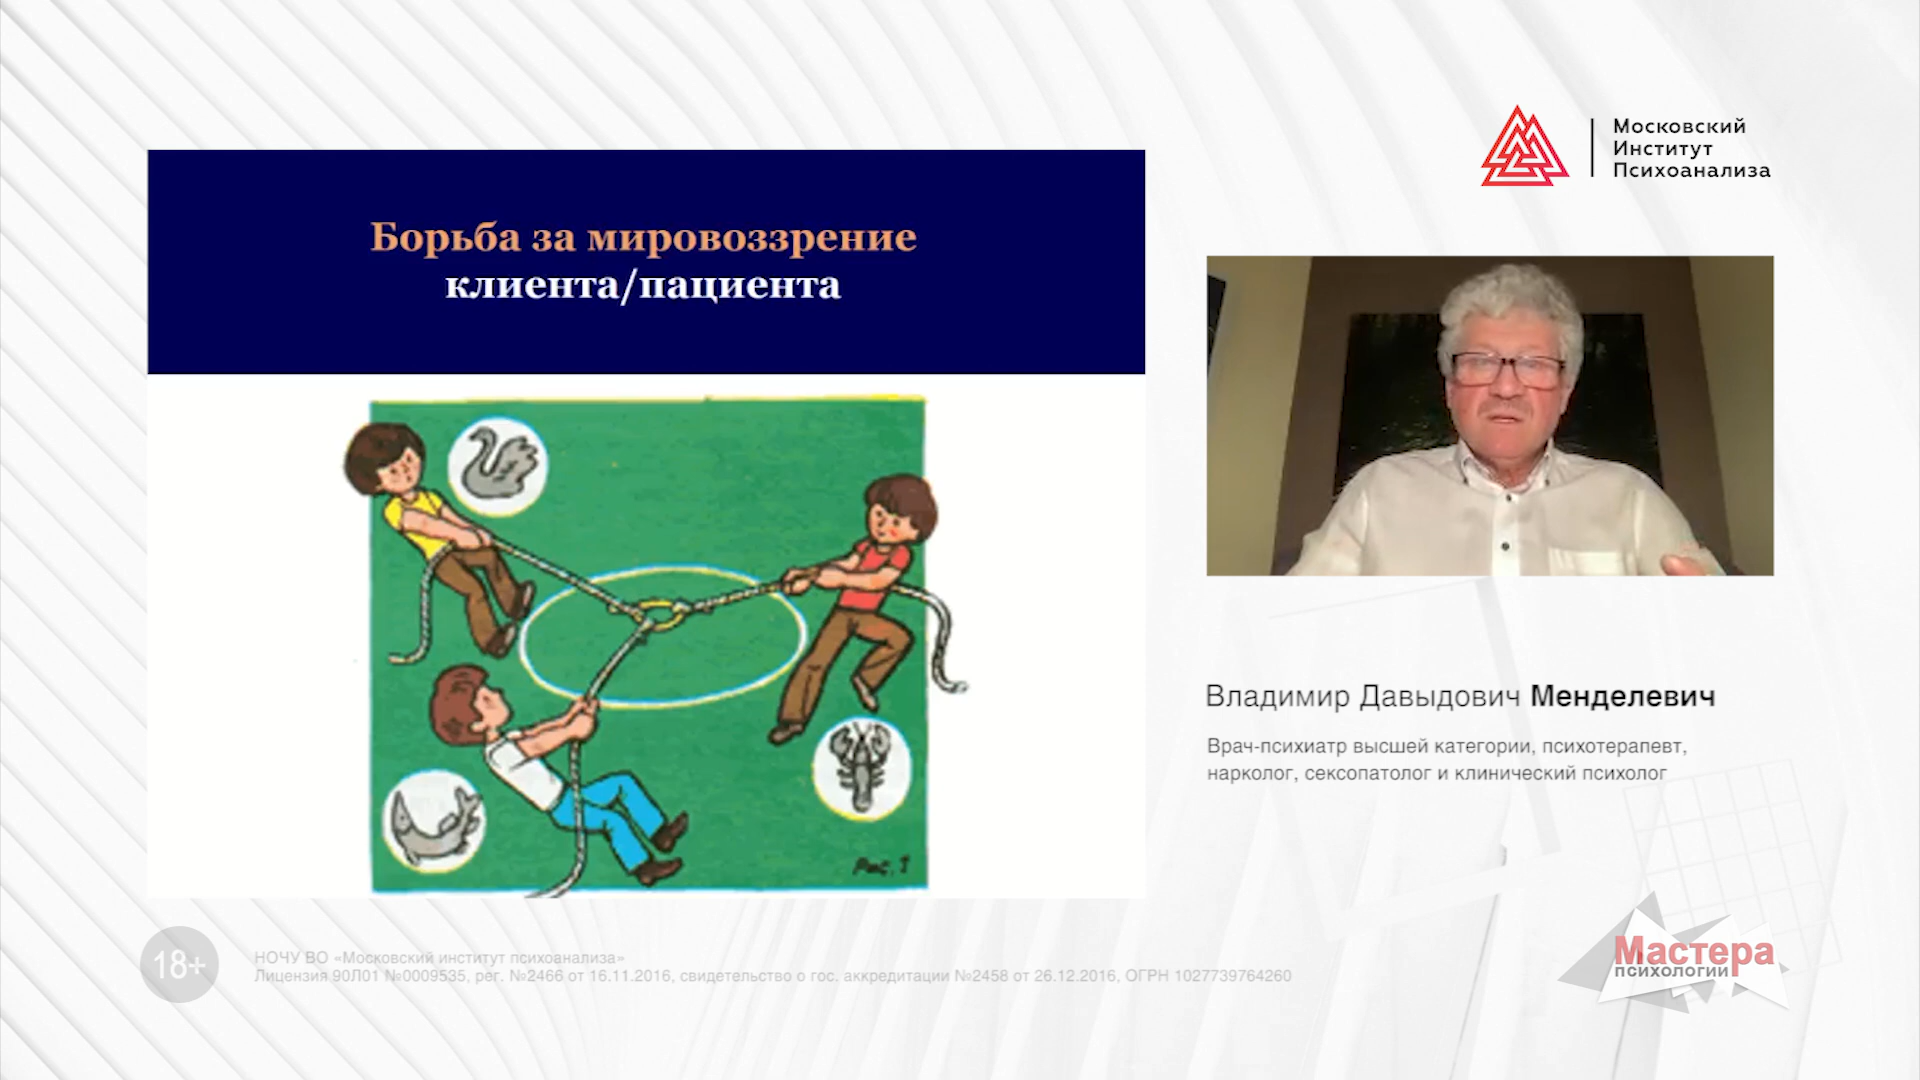 Борьба за мировоззрение
клиента/пациента
Рис. 1
Московский
Институт
Психоанализа
Владимир Давыдович Менделевич
Врач-психиатр высшей категории, психотерапевт,
нарколог, сексопатолог и клинический психолог
18+
НОЧУ ВО «Московский институт психоанализа»
Лицензия 90Л01 №0009535, рег. №2466 от 16.11.2016, свидетельство о гос. аккредитации №2458 от 26.12.2016, ОГРН 1027739764260
Мастера
психологии